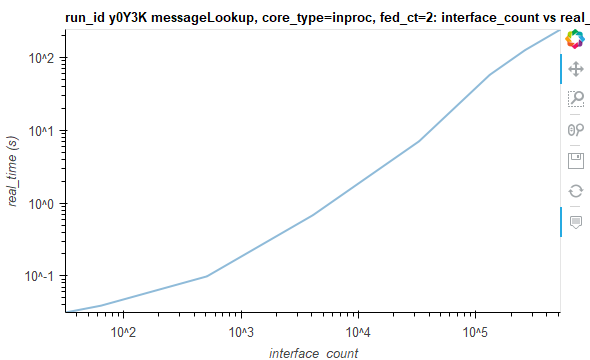 run_id y0Y3K messageLookup, core_type=inproc, fed_ct=2: interface_count vs real_
10^2
10^1
10^0
10^-1
real_time (s)
10^2 10^3 10^4 10^5
interface_count